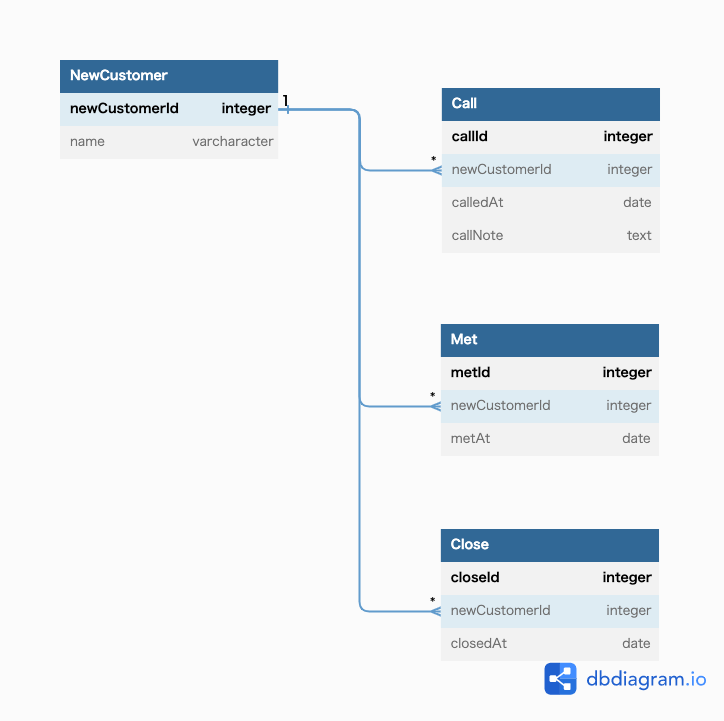 NewCustomer
newCustomerId integer
name varcharacter
1
Call
callId integer
*
newCustomerId integer
calledAt date
callNote text
Met
metId integer
*
newCustomerId integer
metAt date
Close
closeId integer
*
newCustomerId integer
closedAt date
dbdiagram.io